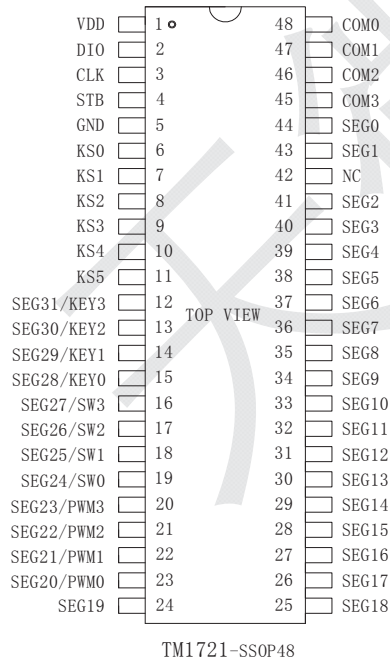 VDD 1 48 COM0
DIO 2 47 COM1
CLK 3 46 COM2
STB 4 45 COM3
GND 5 44 SEG0
KS0 6 43 SEG1
KS1 7 42 NC
KS2 8 41 SEG2
KS3 9 40 SEG3
KS4 10 39 SEG4
KS5 11 38 SEG5
SEG31/KEY3 12 37 SEG6
TOP VIEW
SEG30/KEY2 13 36 SEG7
SEG29/KEY1 14 35 SEG8
SEG28/KEY0 15 34 SEG9
SEG27/SW3 16 33 SEG10
SEG26/SW2 17 32 SEG11
SEG25/SW1 18 31 SEG12
SEG24/SW0 19 30 SEG13
SEG23/PWM3 20 29 SEG14
SEG22/PWM2 21 28 SEG15
SEG21/PWM1 22 27 SEG16
SEG20/PWM0 23 26 SEG17
SEG19 24 25 SEG18
TM1721-SSOP48